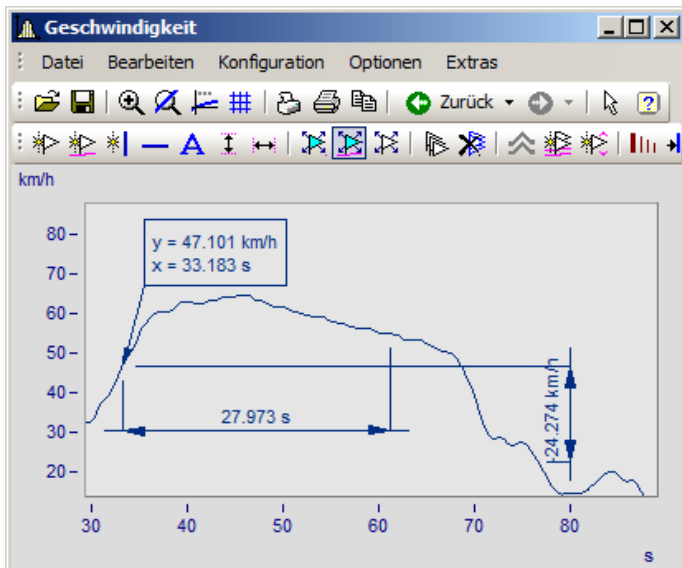 Geschwindigkeit
Datei Bearbeiten Konfiguration Optionen Extras
Zurück
km/h
80
70
60
50
40
30
20
y = 47.101 km/h
x = 33.183 s
27.973 s
-24.274 km/h
30 40 50 60 70 80
s